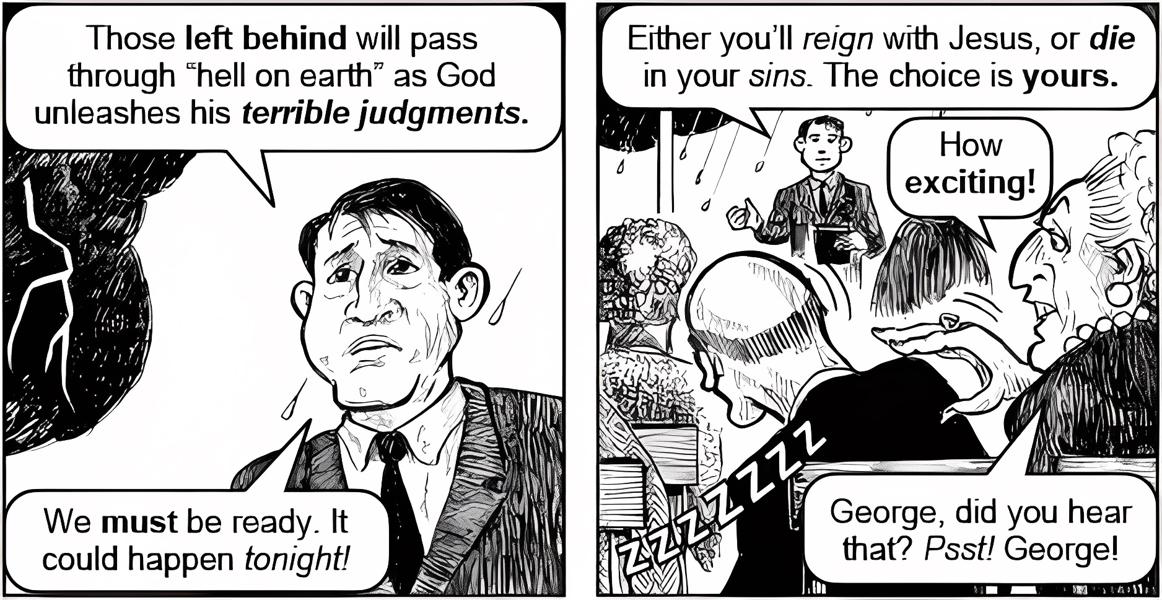 Those left behind will pass
through “hell on earth” as God
unleashes his terrible judgments.
We must be ready. It
could happen tonight!
Either you’ll reign with Jesus, or die
in your sins. The choice is yours.
How
exciting!
zzzzzzz
George, did you hear
that? Psst! George!